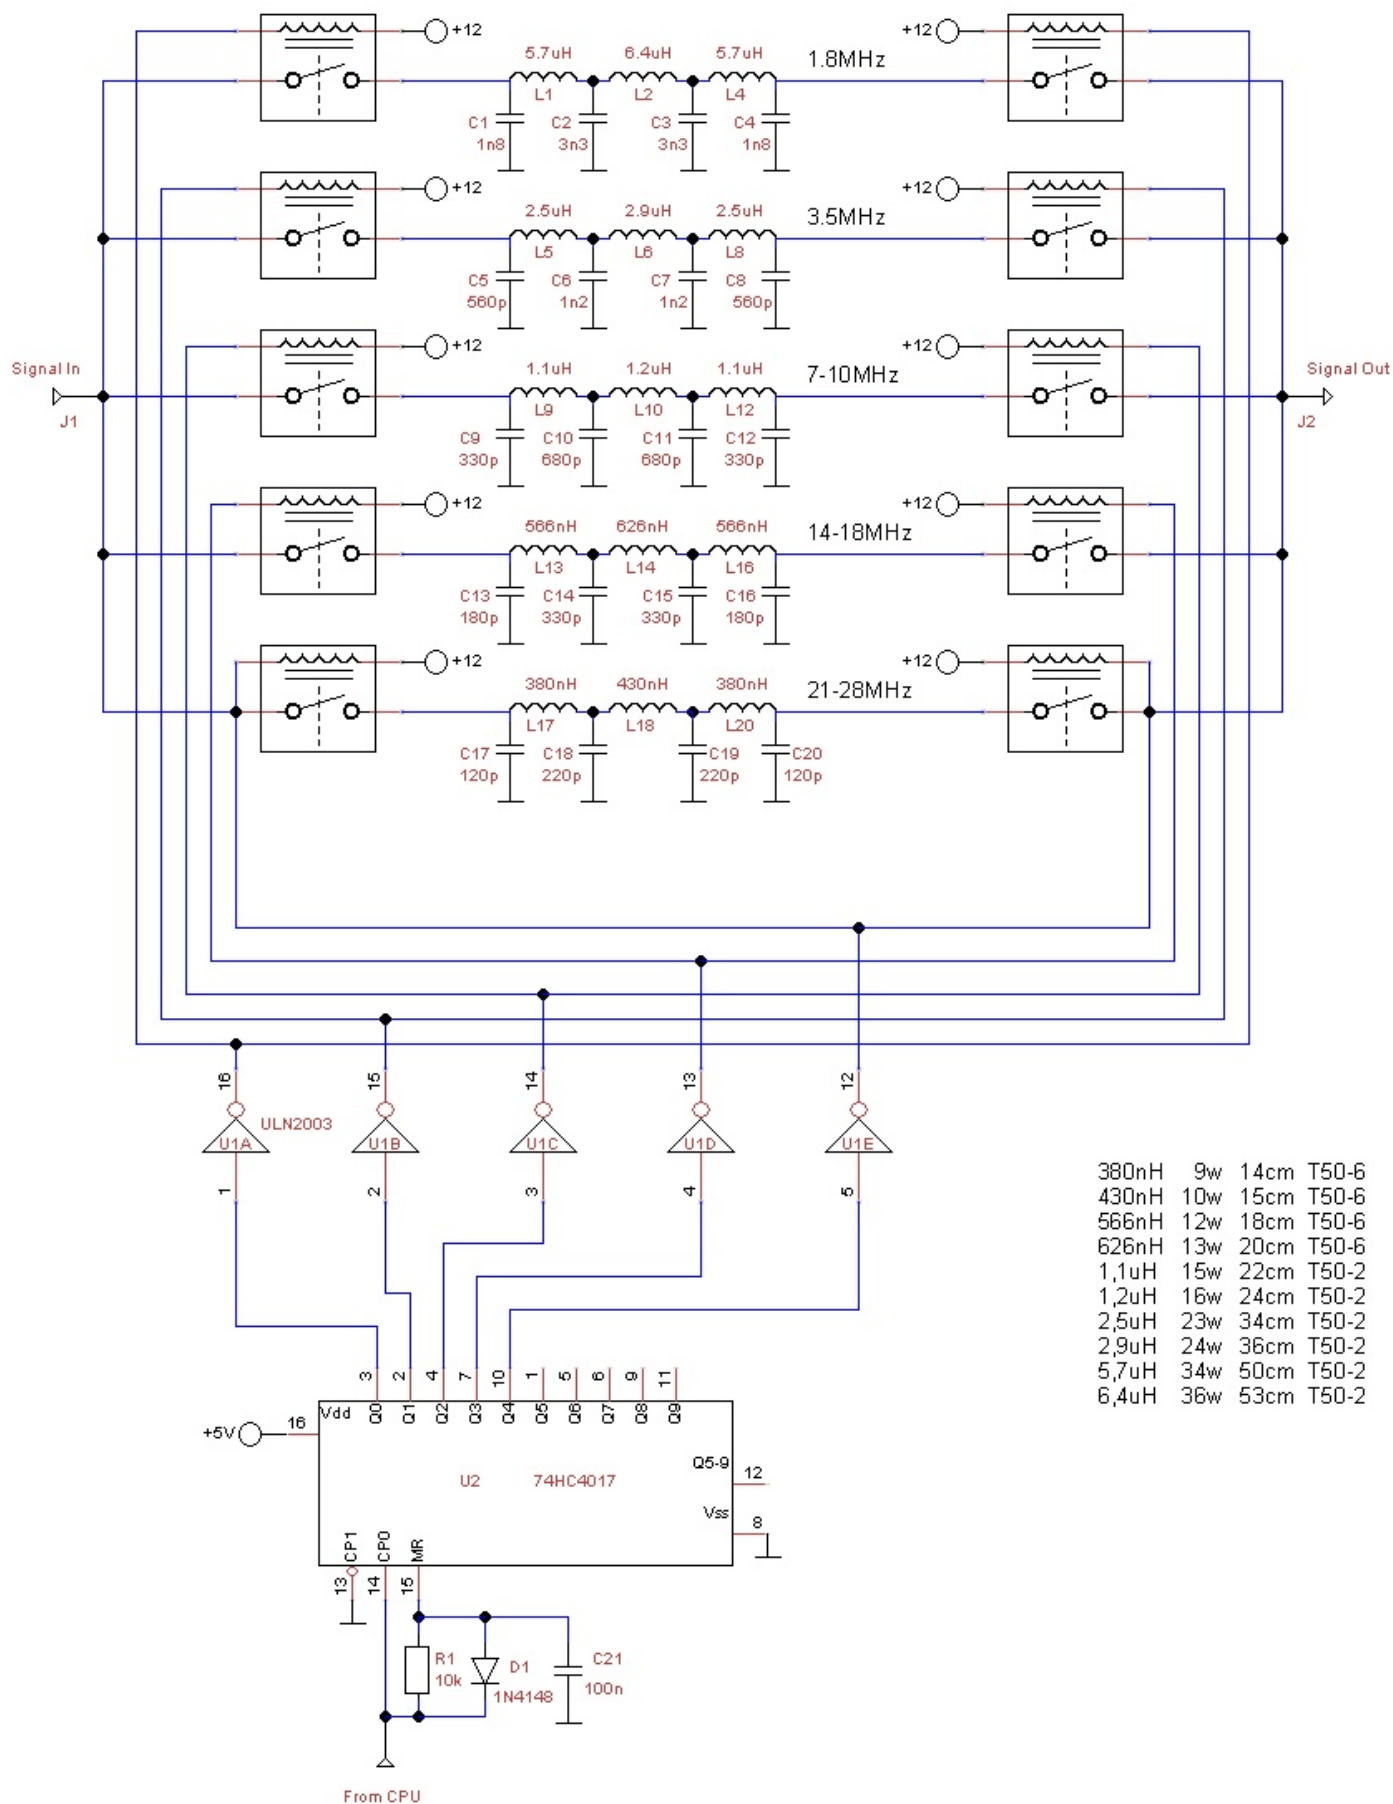 +12 +12
5.7uH 6.4uH 5.7uH 1.8MHz
L1 L2 L4
C1 C2 C3 C4
1n8 3n3 3n3 1n8
+12 +12
2.5uH 2.9uH 2.5uH 3.5MHz
L5 L6 L8
C5 C6 C7 C8
560p 1n2 1n2 560p
+12 +12
Signal In 1.1uH 1.2uH 1.1uH 7-10MHz Signal Out
L9 L10 L12
J1 J2
C9 C10 C11 C12
330p 680p 680p 330p
+12 +12
566nH 626nH 566nH 14-18MHz
L13 L14 L16
C13 C14 C15 C16
180p 330p 330p 180p
+12 +12
380nH 430nH 380nH 21-28MHz
L17 L18 L20
C17 C18 C19 C20
120p 220p 220p 120p
16 15 14 13 12
ULN2003
U1A U1B U1C U1D U1E
1 2 3 4 5
380nH 9w 14cm T50-6
430nH 10w 15cm T50-6
566nH 12w 18cm T50-6
626nH 13w 20cm T50-6
1,1uH 15w 22cm T50-2
1,2uH 16w 24cm T50-2
2,5uH 23w 34cm T50-2
2,9uH 24w 36cm T50-2
5,7uH 34w 50cm T50-2
6,4uH 36w 53cm T50-2
3 2 4 7 10 1 5 6 9 11
Vdd Q0 Q1 Q2 Q3 Q4 Q5 Q6 Q7 Q8 Q9
+5V 16
Q5-9 12
U2 74HC4017
Vss 8
CP1 CP0 MR
13 14 15
R1 D1 C21
10k 1N4148 100n
From CPU